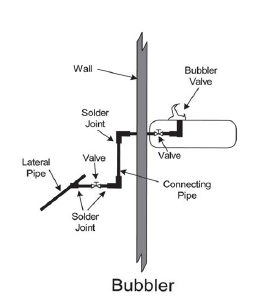 Wall
Bubbler
Valve
Solder
Joint
Lateral
Pipe
Valve
Valve
Connecting
Pipe
Solder
Joint
Bubbler